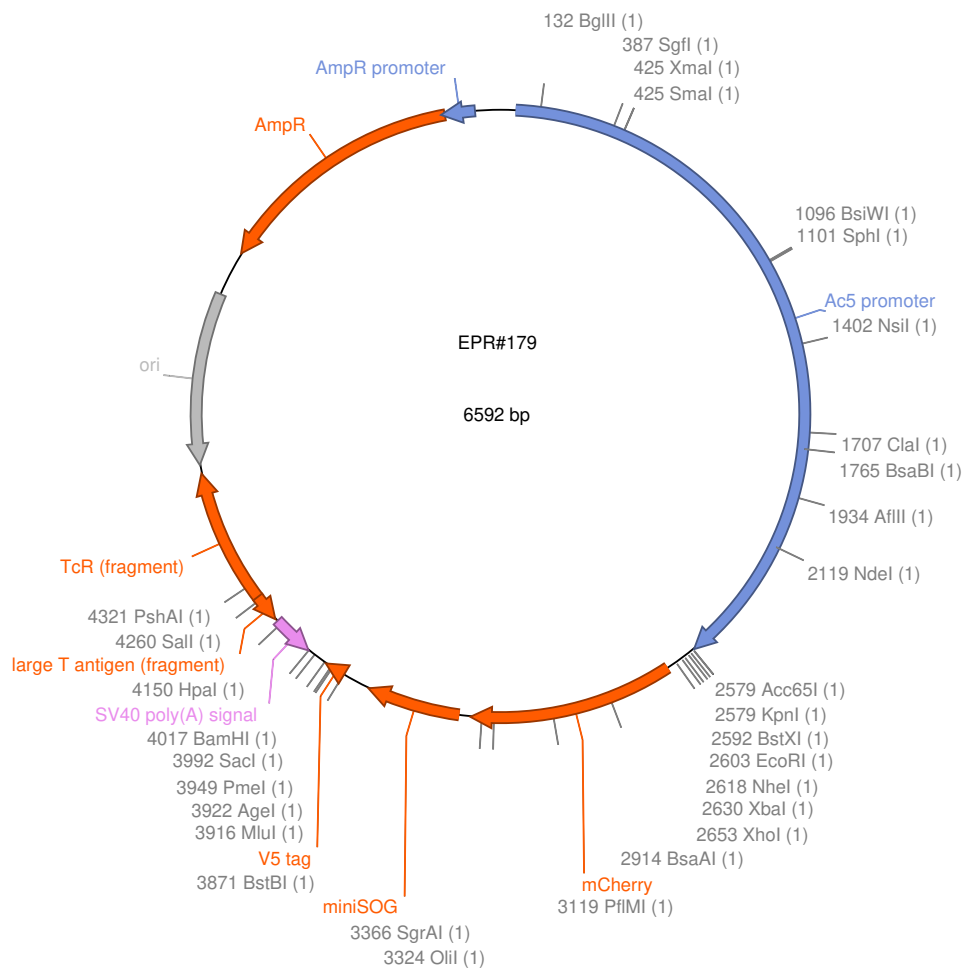 132 BglII (1)
387 SgfI (1)
425 XmaI (1)
425 SmaI (1)
AmpR promoter
AmpR
1096 BsiWI (1)
1101 SphI (1)
Ac5 promoter
1402 NsiI (1)
EPR#179
ori
6592 bp
1707 ClaI (1)
1765 BsaBI (1)
1934 AflII (1)
TcR (fragment)
2119 NdeI (1)
4321 PshAI (1)
4260 SalI (1)
large T antigen (fragment)
4150 HpaI (1)
SV40 poly(A) signal
4017 BamHI (1)
3992 SacI (1)
3949 PmeI (1)
3922 AgeI (1)
3916 MluI (1)
V5 tag
3871 BstBI (1)
miniSOG
3366 SgrAI (1)
3324 OliI (1)
2579 Acc65I (1)
2579 KpnI (1)
2592 BstXI (1)
2603 EcoRI (1)
2618 NheI (1)
2630 XbaI (1)
2653 XhoI (1)
2914 BsaAI (1)
mCherry
3119 PflMI (1)